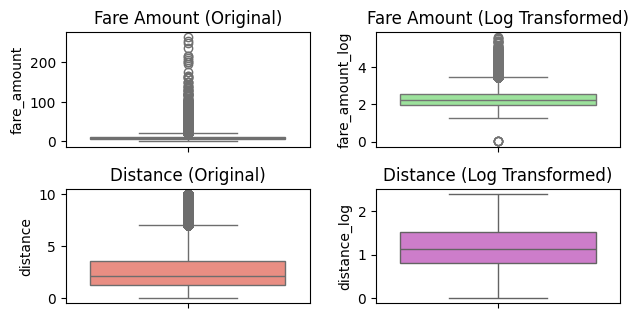 Fare Amount (Original)
fare_amount
200
100
0
Fare Amount (Log Transformed)
fare_amount_log
4
2
0
Distance (Original)
distance
10
5
0
Distance (Log Transformed)
distance_log
2
1
0